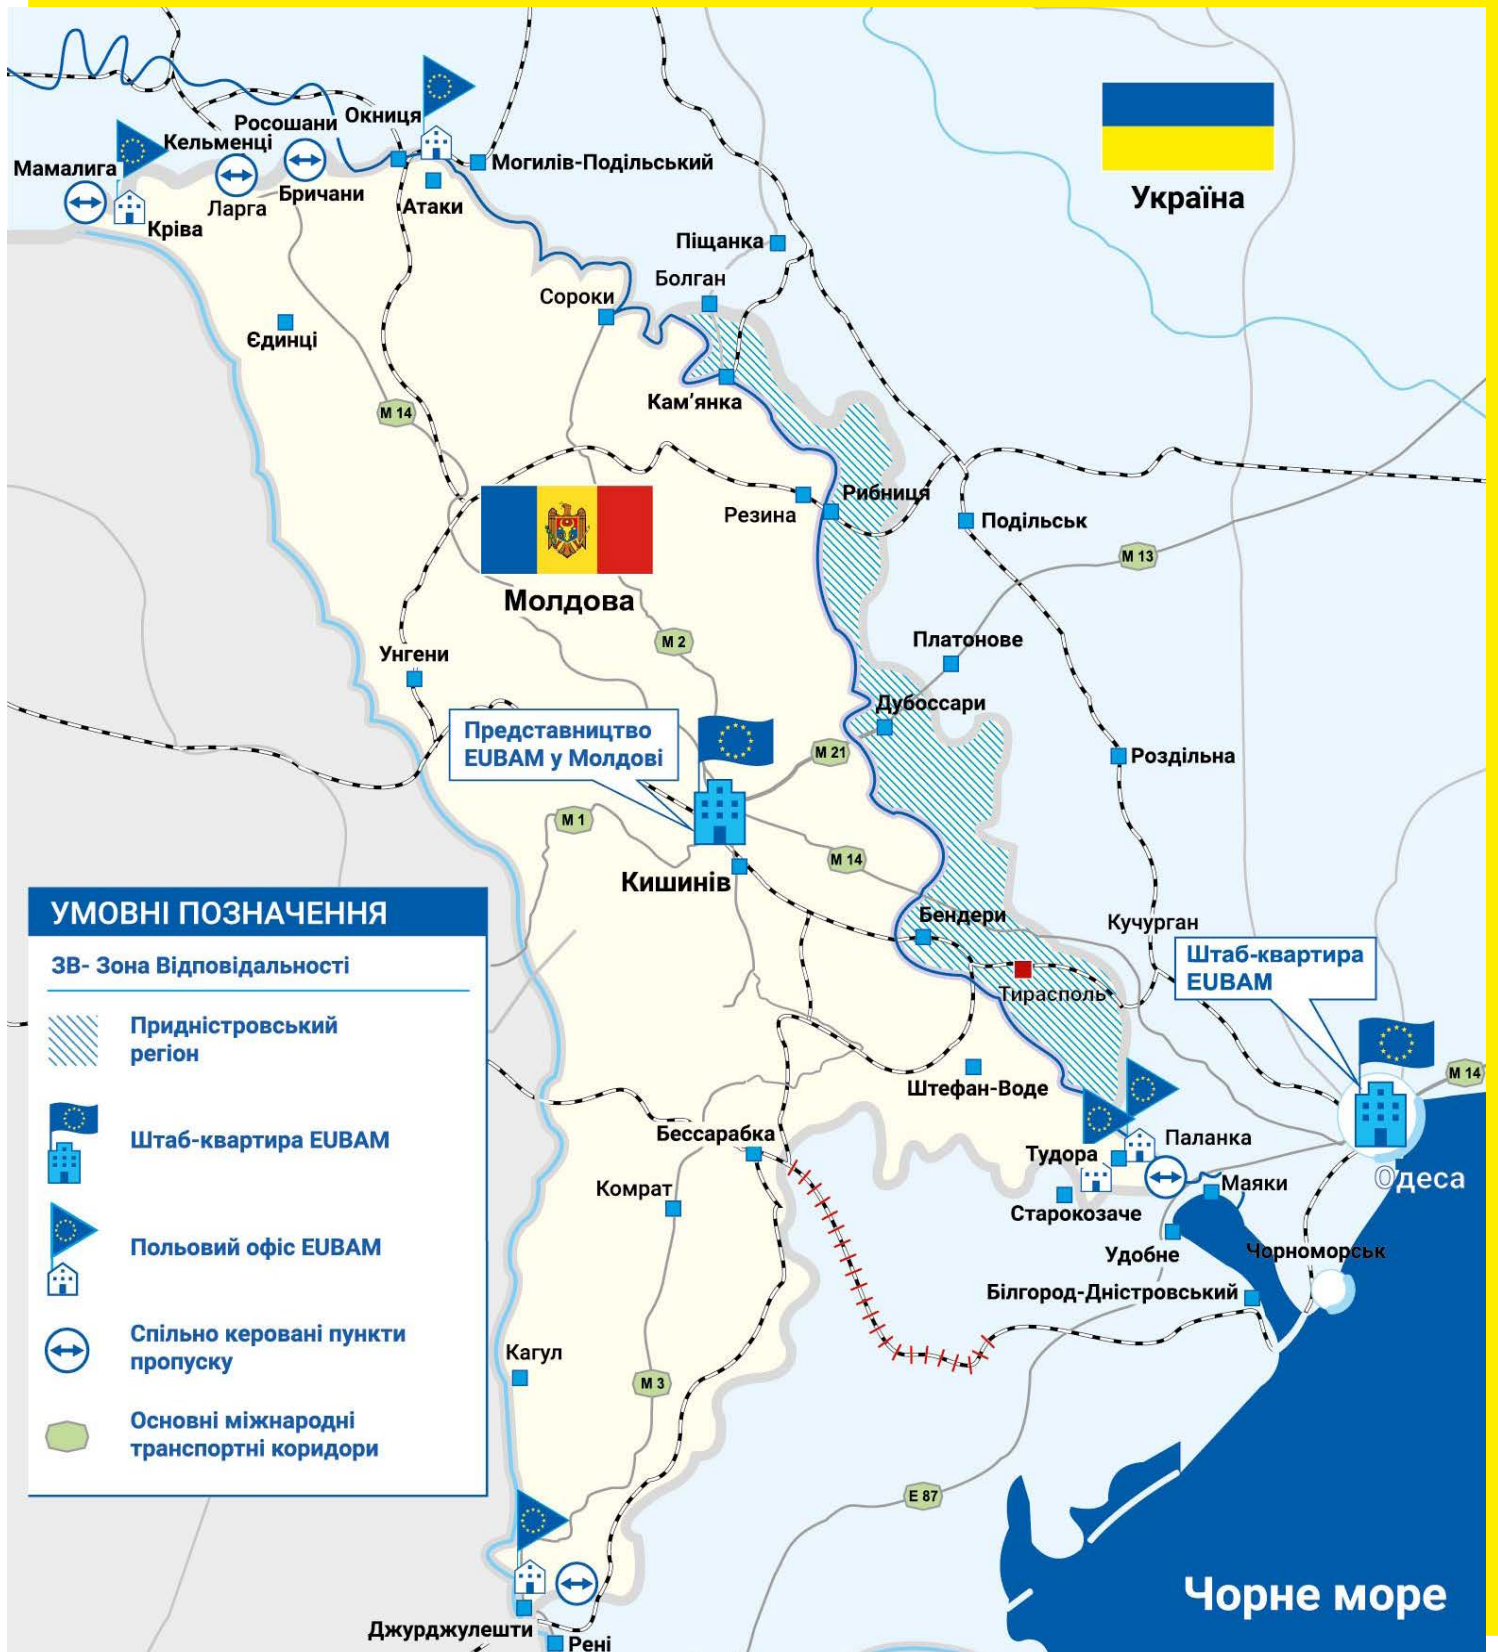 Україна
Окниця
Росошани
Кельменці
Мамалига
Могилів-Подільський
Бричани
Атаки
Ларга
Кріва
Піщанка
Болган
Сороки
Єдинці
Кам'янка
M 14
Рибниця
Резина
Подільськ
M 13
Молдова
M 2
Унгени
Платонове
Дубоссари
Представництво
EUBAM у Молдові
M 21
Роздільна
M 1
M 14
Кишинів
Бендери
Кучурган
Штаб-квартира
EUBAM
Тирасполь
M 14
Штефан-Воде
Бессарабка
Тудора
Паланка
Маяки
Одеса
Комрат
Старокозаче
Удобне
Чорноморськ
Білгород-Дністровський
Кагул
M 3
E 87
Джурджулешти
Рені
Чорне море
УМОВНІ ПОЗНАЧЕННЯ
ЗВ- Зона Відповідальності
Придністровський
регіон
Штаб-квартира EUBAM
Польовий офіс EUBAM
Спільно керовані пункти
пропуску
Основні міжнародні
транспортні коридори